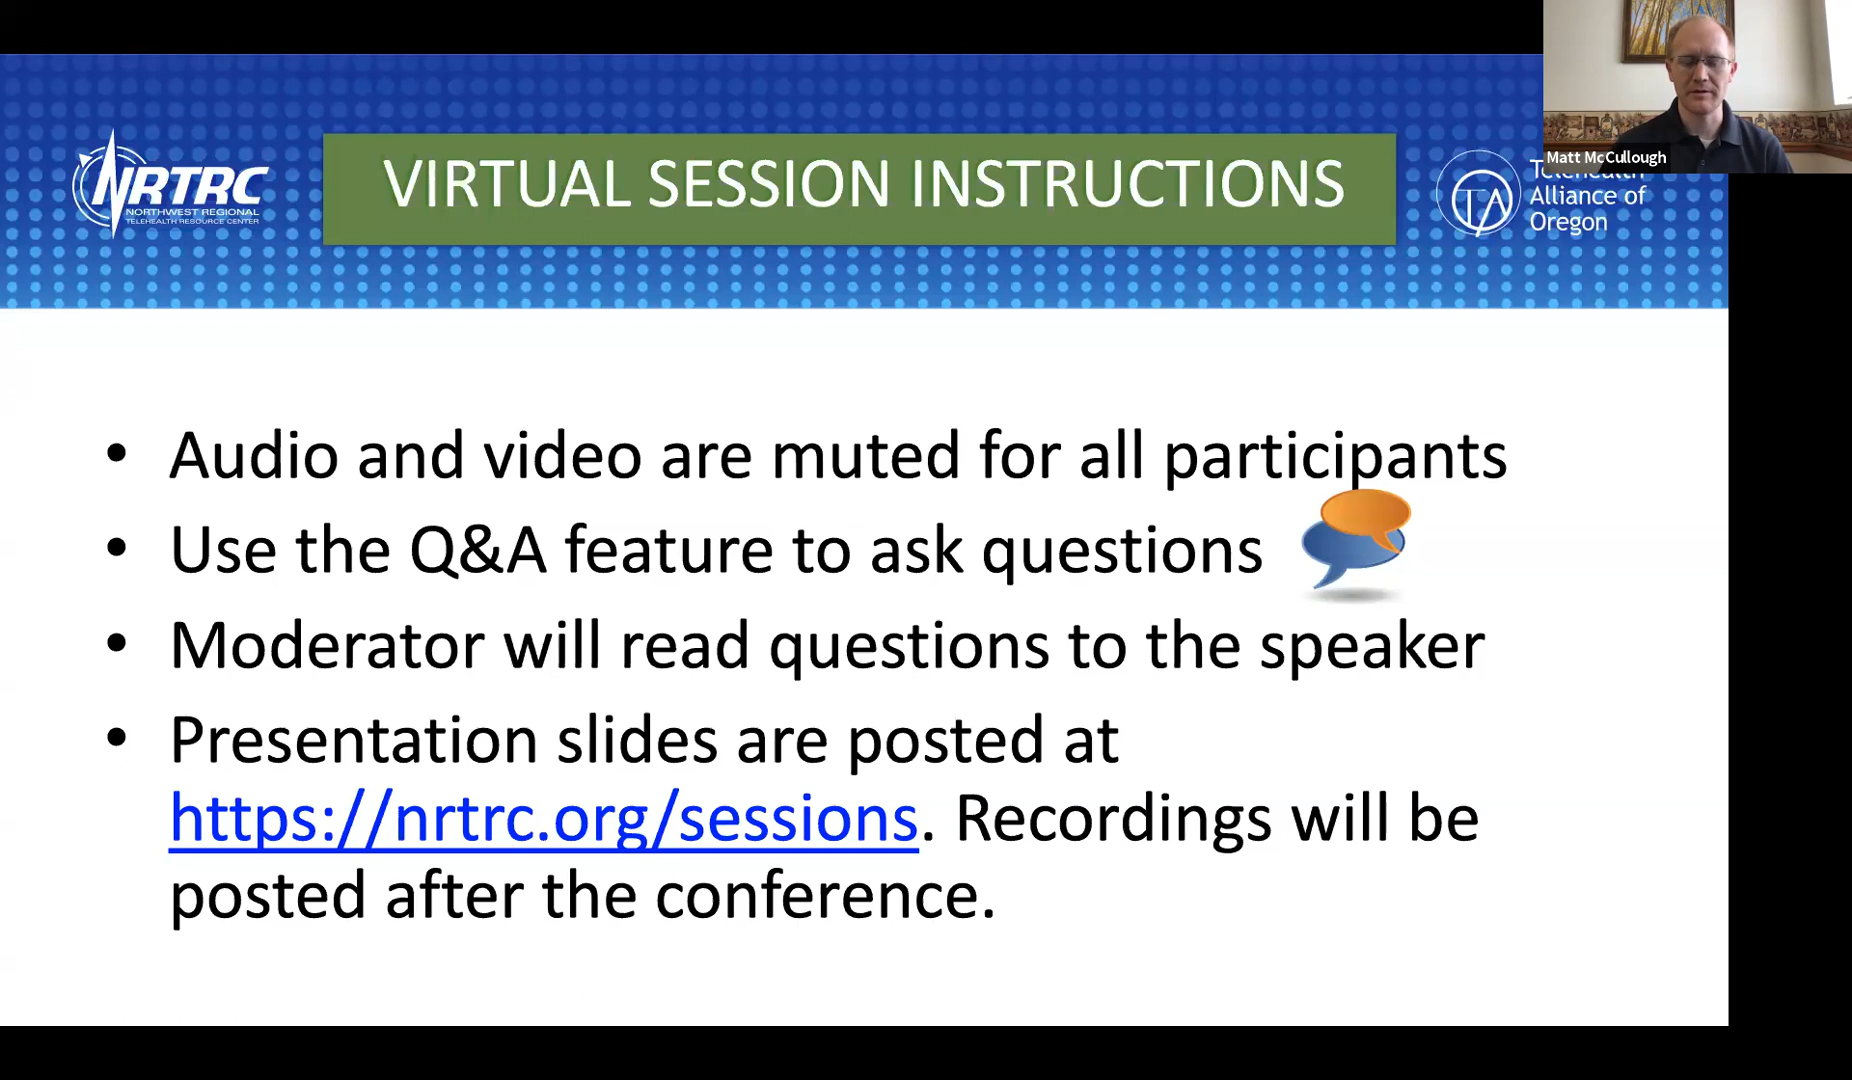 Matt McCullough
NRTRC
NORTHWEST REGIONAL
TELEHEALTH RESOURCE CENTER
VIRTUAL SESSION INSTRUCTIONS
TA
Telehealth
Alliance of
Oregon
• Audio and video are muted for all participants
• Use the Q&A feature to ask questions
• Moderator will read questions to the speaker
• Presentation slides are posted at
https://nrtrc.org/sessions. Recordings will be
posted after the conference.